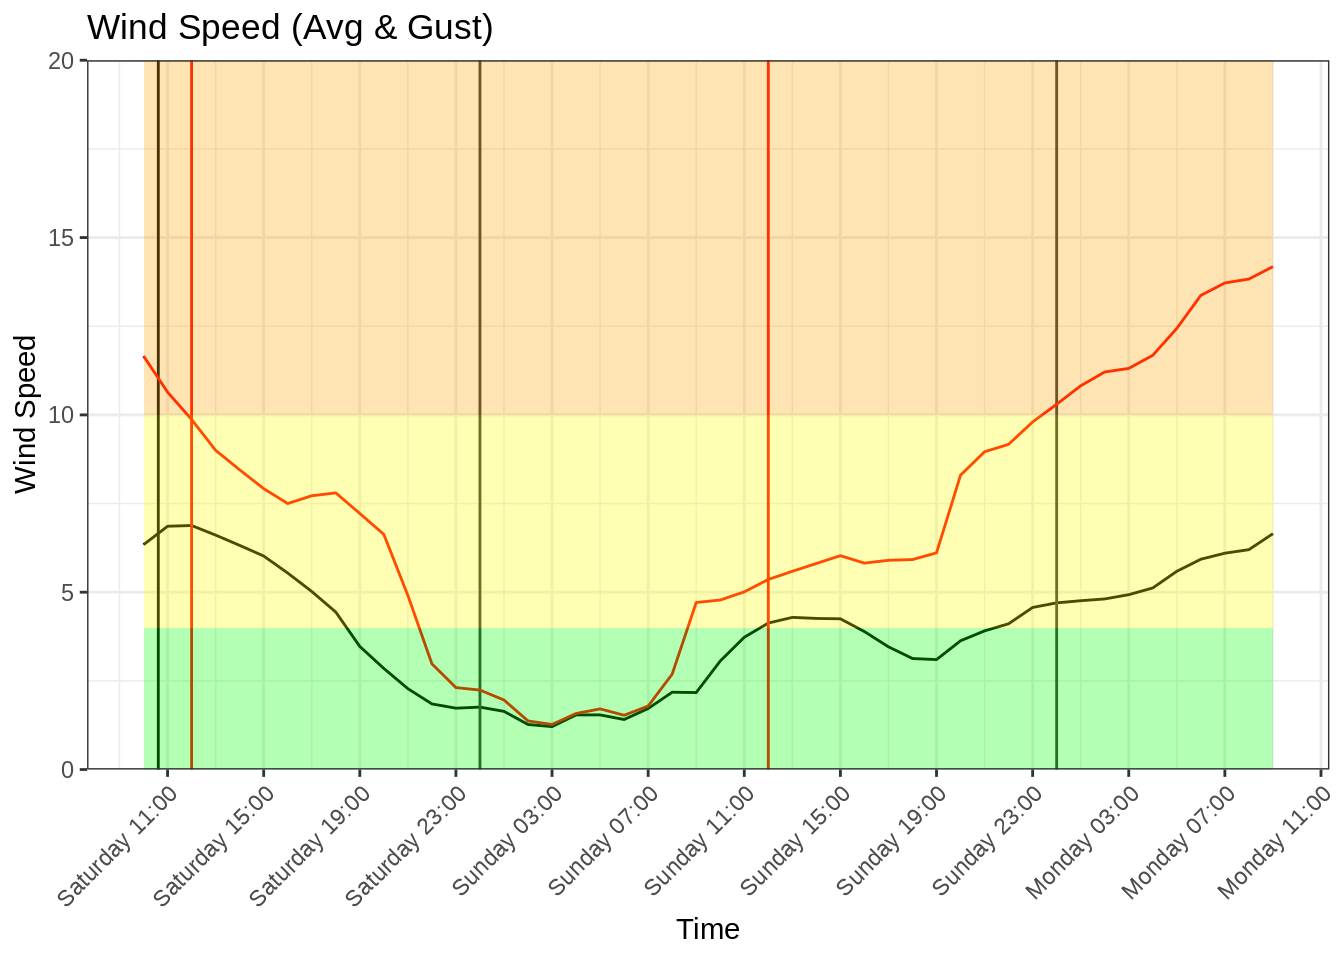 Wind Speed (Avg & Gust)
Wind Speed
20
15
10
5
0
Saturday 11:00
Saturday 15:00
Saturday 19:00
Saturday 23:00
Sunday 03:00
Sunday 07:00
Sunday 11:00
Sunday 15:00
Sunday 19:00
Sunday 23:00
Monday 03:00
Monday 07:00
Monday 11:00
Time